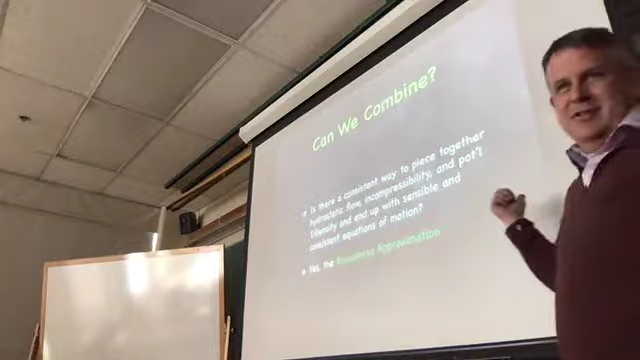 Can We Combine?
Is there a consistent way to piece together
hydrostatic flow, incompressibility, and pot'l
density and end up with sensible and
consistent equations of motion?
Yes, the Boussinesq Approximation